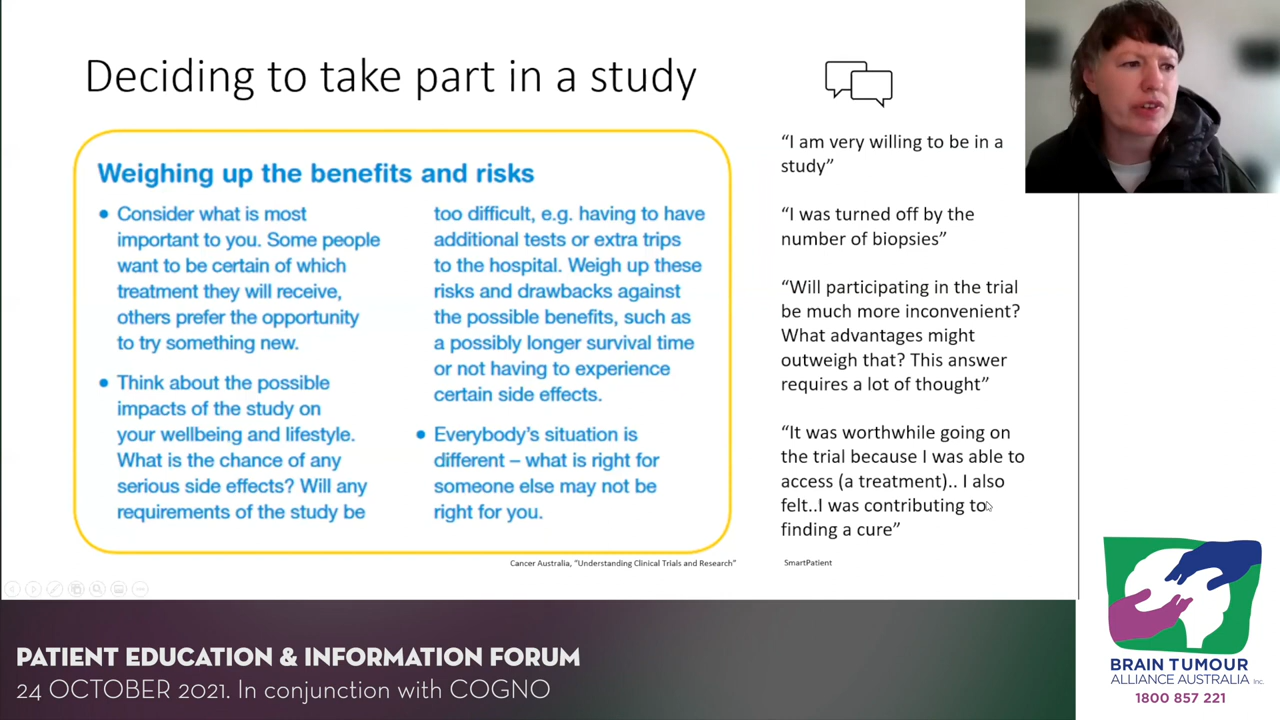 Deciding to take part in a study
Weighing up the benefits and risks
• Consider what is most
important to you. Some people
want to be certain of which
treatment they will receive,
others prefer the opportunity
to try something new.
• Think about the possible
impacts of the study on
your wellbeing and lifestyle.
What is the chance of any
serious side effects? Will any
requirements of the study be
too difficult, e.g. having to have
additional tests or extra trips
to the hospital. Weigh up these
risks and drawbacks against
the possible benefits, such as
a possibly longer survival time
or not having to experience
certain side effects.
• Everybody’s situation is
different – what is right for
someone else may not be
right for you.
Cancer Australia, “Understanding Clinical Trials and Research”
“I am very willing to be in a
study”
“I was turned off by the
number of biopsies”
“Will participating in the trial
be much more inconvenient?
What advantages might
outweigh that? This answer
requires a lot of thought”
“It was worthwhile going on
the trial because I was able to
access (a treatment).. I also
felt..I was contributing to
finding a cure”
SmartPatient
PATIENT EDUCATION & INFORMATION FORUM
24 OCTOBER 2021. In conjunction with COGNO
BRAIN TUMOUR
ALLIANCE AUSTRALIA Inc.
1800 857 221